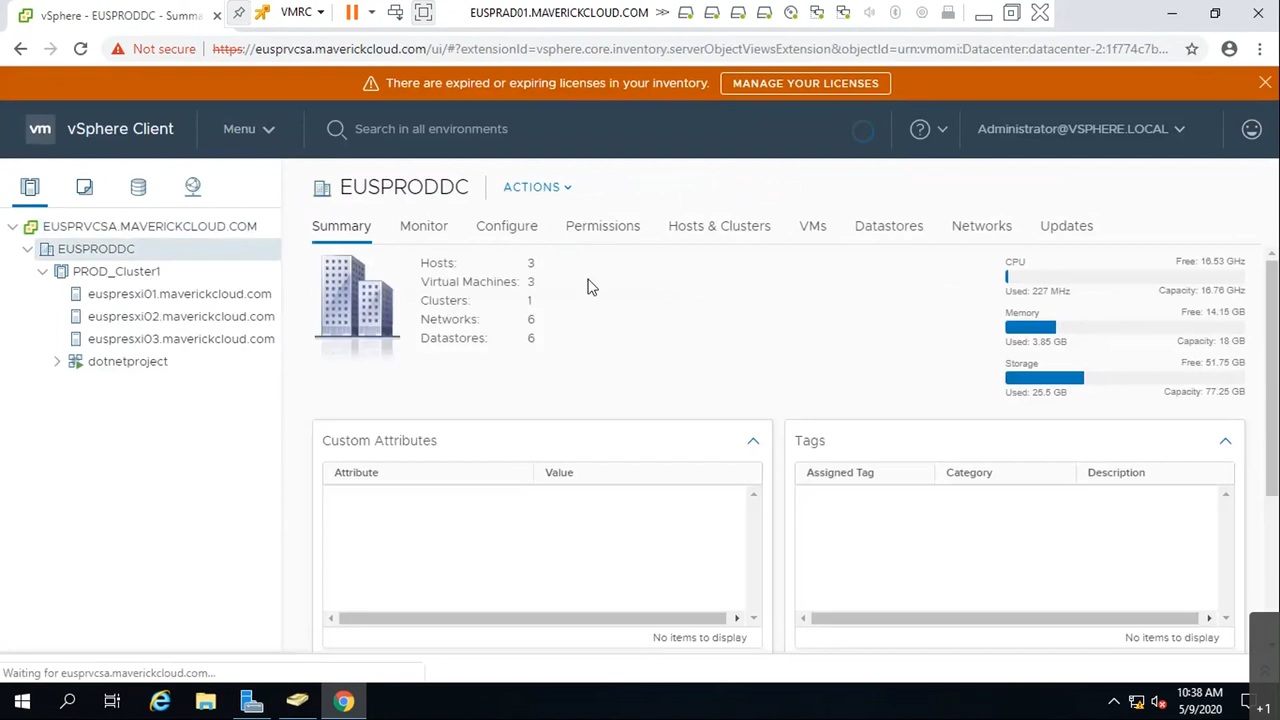 vSphere - EUSPRODDC - Summa
VMRC
EUSPRAD01.MAVERICKCLOUD.COM
Not secure
https://eusprvcsa.maverickcloud.com/ui/#?extensionId=vsphere.core.inventory.serverObjectViewsExtension&objectId=urn:vmomi:Datacenter:datacenter-2:1f774c7b...
There are expired or expiring licenses in your inventory.
MANAGE YOUR LICENSES
vm
vSphere Client
Menu
Search in all environments
Administrator@VSPHERE.LOCAL
EUSPRVCSA.MAVERICKCLOUD.COM
EUSPRODDC
PROD_Cluster1
euspresxi01.maverickcloud.com
euspresxi02.maverickcloud.com
euspresxi03.maverickcloud.com
dotnetproject
EUSPRODDC
ACTIONS
Summary Monitor Configure Permissions Hosts & Clusters VMs Datastores Networks Updates
Hosts: 3
Virtual Machines: 3
Clusters: 1
Networks: 6
Datastores: 6
CPU Free: 16.53 GHz
Used: 227 MHz Capacity: 16.76 GHz
Memory Free: 14.15 GB
Used: 3.85 GB Capacity: 18 GB
Storage Free: 51.75 GB
Used: 25.5 GB Capacity: 77.25 GB
Custom Attributes
Attribute Value
No items to display
Tags
Assigned Tag Category Description
No items to display
Waiting for eusprvcsa.maverickcloud.com...
10:38 AM
5/9/2020
+1